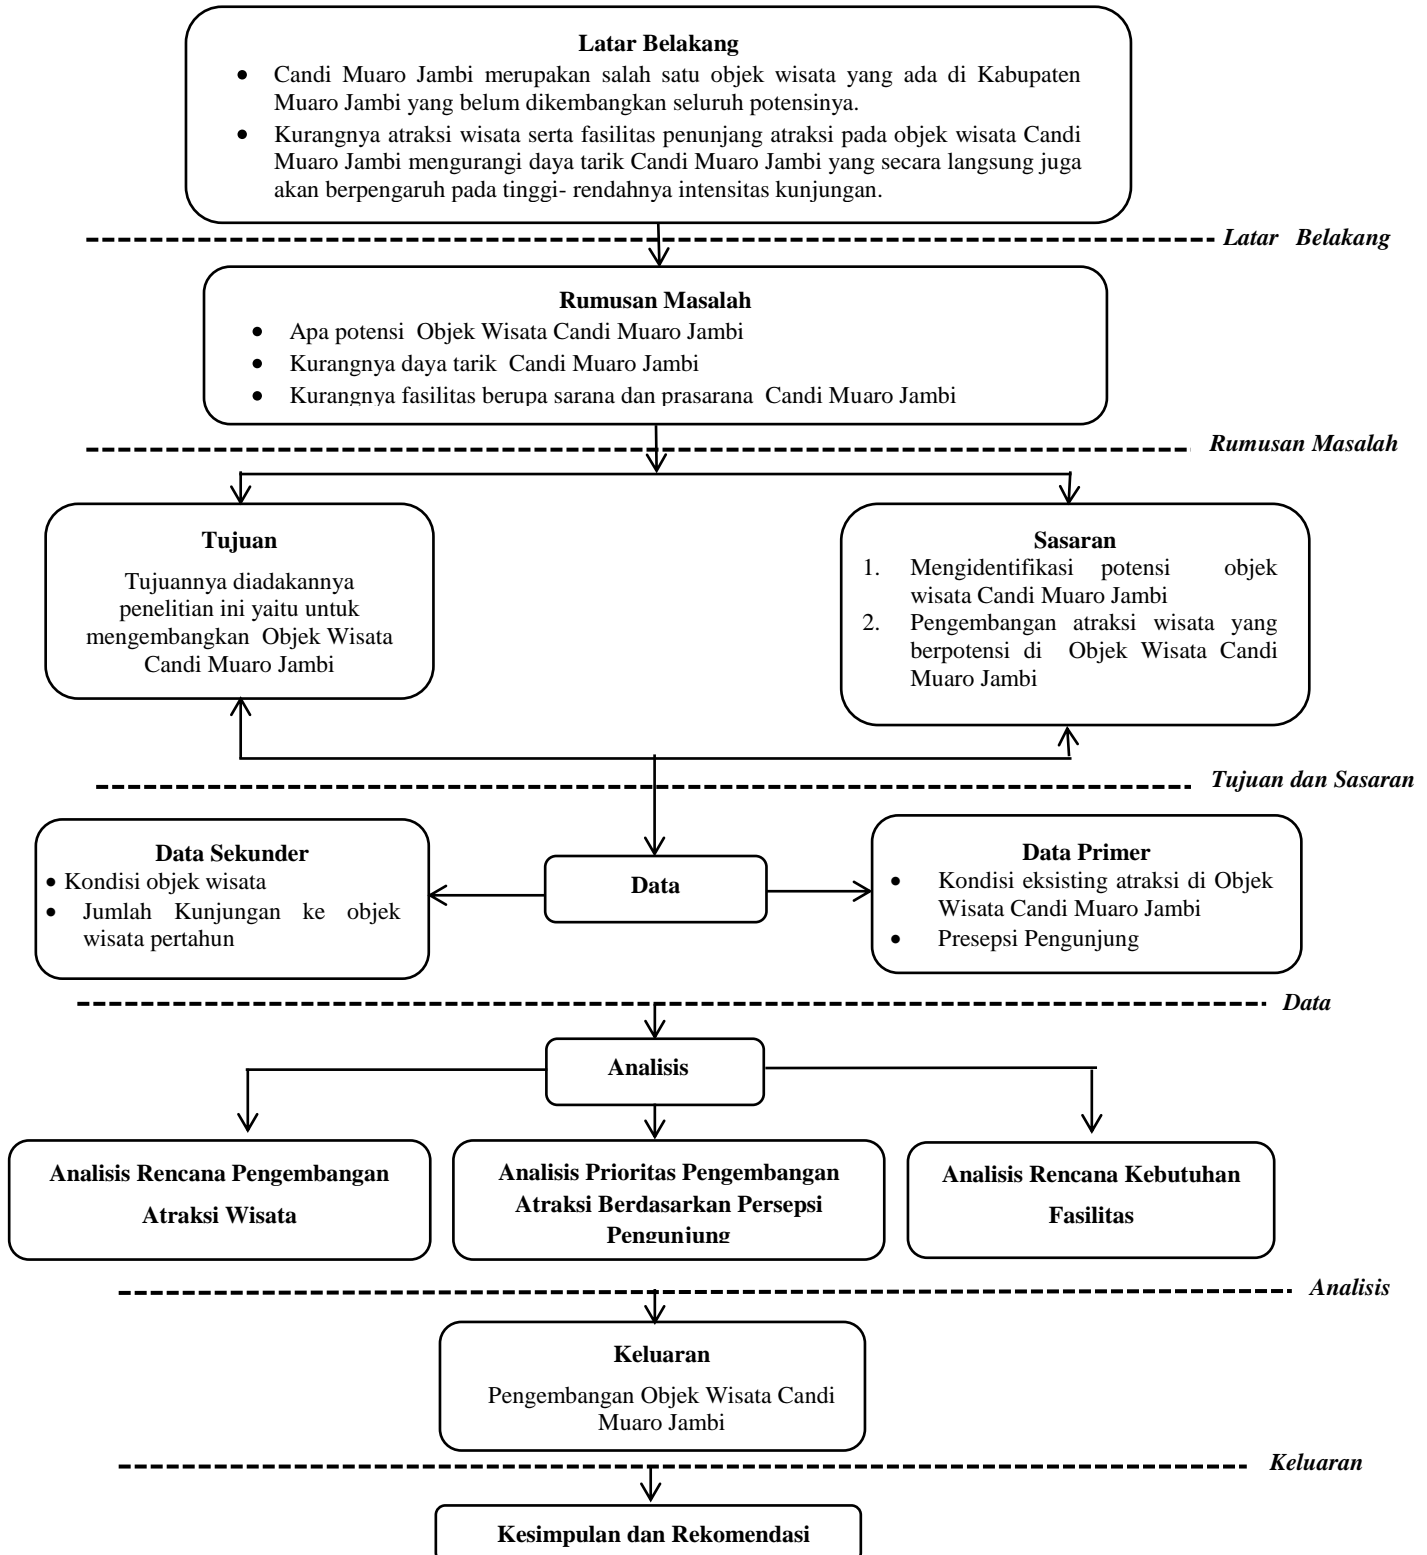 Latar Belakang
• Candi Muaro Jambi merupakan salah satu objek wisata yang ada di Kabupaten
Muaro Jambi yang belum dikembangkan seluruh potensinya.
• Kurangnya atraksi wisata serta fasilitas penunjang atraksi pada objek wisata Candi
Muaro Jambi mengurangi daya tarik Candi Muaro Jambi yang secara langsung juga
akan berpengaruh pada tinggi- rendahnya intensitas kunjungan.
Latar Belakang
Rumusan Masalah
• Apa potensi Objek Wisata Candi Muaro Jambi
• Kurangnya daya tarik Candi Muaro Jambi
• Kurangnya fasilitas berupa sarana dan prasarana Candi Muaro Jambi
Rumusan Masalah
Tujuan
Tujuannya diadakannya
penelitian ini yaitu untuk
mengembangkan Objek Wisata
Candi Muaro Jambi
Sasaran
1. Mengidentifikasi potensi objek
wisata Candi Muaro Jambi
2. Pengembangan atraksi wisata yang
berpotensi di Objek Wisata Candi
Muaro Jambi
Tujuan dan Sasaran
Data Sekunder
• Kondisi objek wisata
• Jumlah Kunjungan ke objek
wisata pertahun
Data
Data Primer
• Kondisi eksisting atraksi di Objek
Wisata Candi Muaro Jambi
• Presepsi Pengunjung
Data
Analisis
Analisis Rencana Pengembangan
Atraksi Wisata
Analisis Prioritas Pengembangan
Atraksi Berdasarkan Persepsi
Pengunjung
Analisis Rencana Kebutuhan
Fasilitas
Analisis
Keluaran
Pengembangan Objek Wisata Candi
Muaro Jambi
Keluaran
Kesimpulan dan Rekomendasi